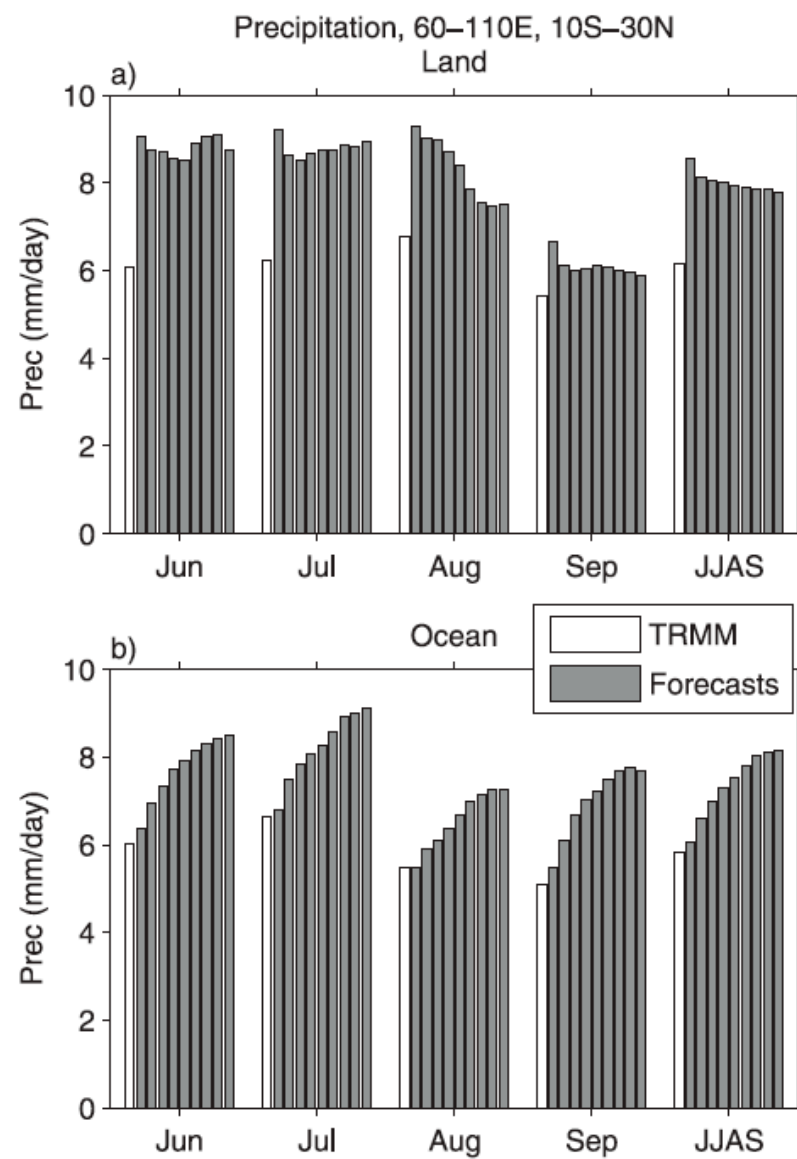 Precipitation, 60–110E, 10S–30N
Land
a)
10
8
6
4
2
0
Prec (mm/day)
Jun Jul Aug Sep JJAS
b)
Ocean
TRMM
Forecasts
10
8
6
4
2
0
Prec (mm/day)
Jun Jul Aug Sep JJAS